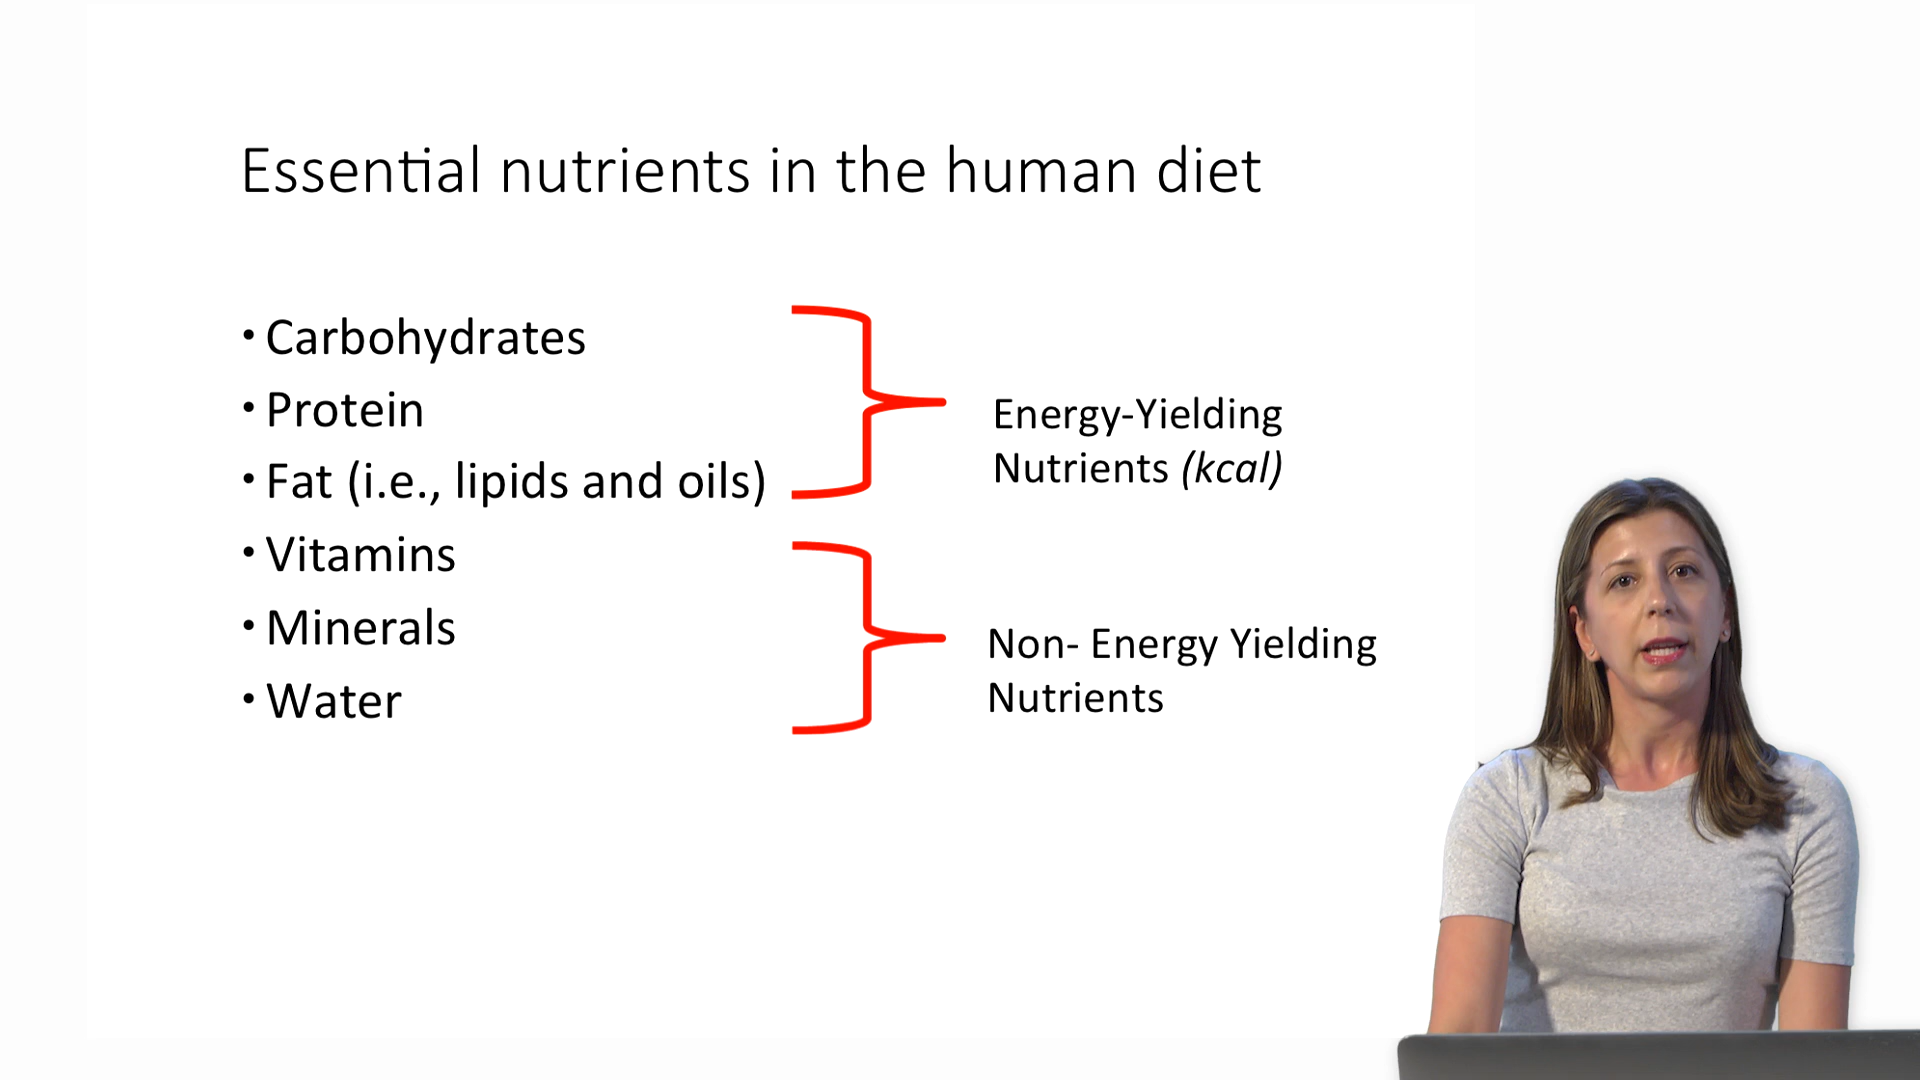 Essential nutrients in the human diet
• Carbohydrates
• Protein
• Fat (i.e., lipids and oils)
• Vitamins
• Minerals
• Water
Energy-Yielding
Nutrients (kcal)
Non- Energy Yielding
Nutrients